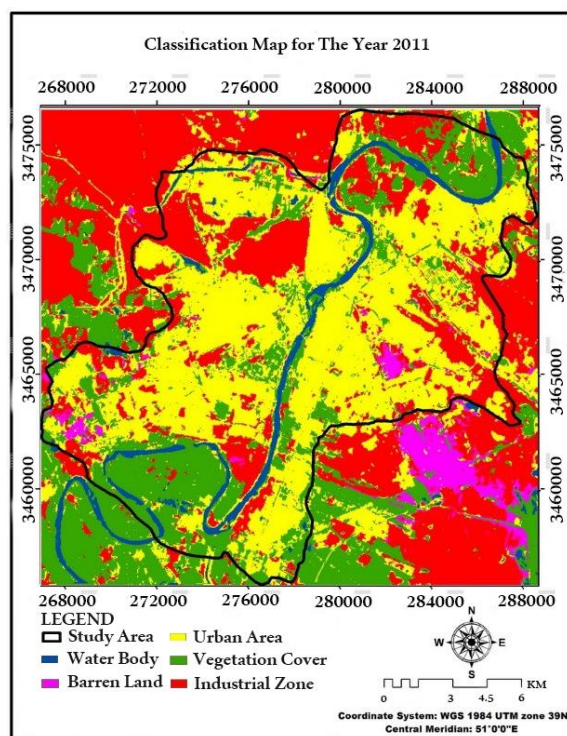 Classification Map for The Year 2011
268000 272000 276000 280000 284000 288000
3475000 3475000
3470000 3470000
3465000 3465000
3460000 3460000
268000 272000 276000 280000 284000 288000
LEGEND
Study Area Urban Area
Water Body Vegetation Cover
Barren Land Industrial Zone
N
W E
S
KM
0 3 4.5 6
Coordinate System: WGS 1984 UTM zone 39N
Central Meridian: 51°0'0"E